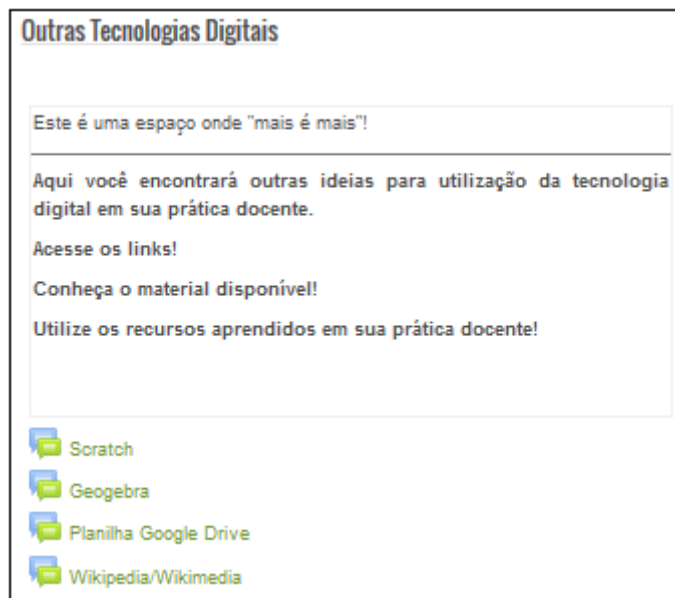 Outras Tecnologias Digitais
Este é uma espaço onde "mais é mais"!
Aqui você encontrará outras ideias para utilização da tecnologia
digital em sua prática docente.
Acesse os links!
Conheça o material disponível!
Utilize os recursos aprendidos em sua prática docente!
Scratch
Geogebra
Planilha Google Drive
Wikipedia/Wikimedia